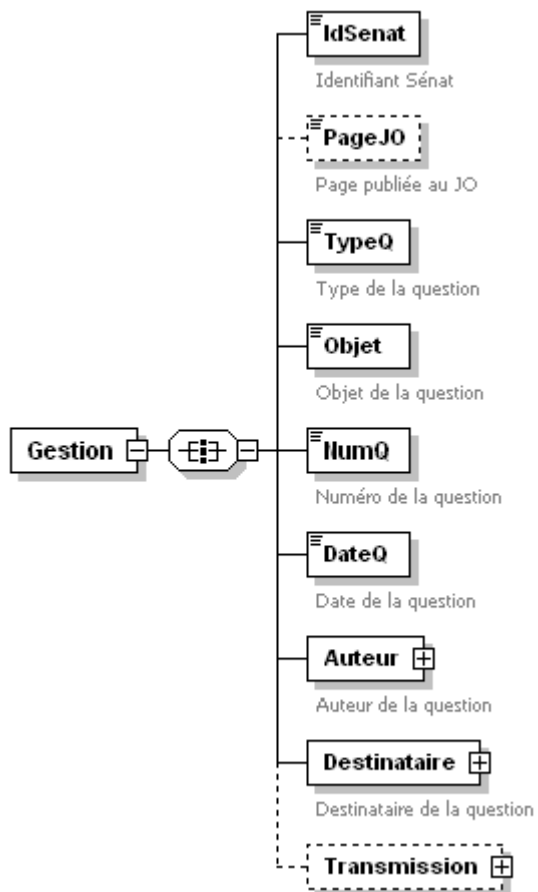 IdSenat
Identifiant Sénat
PageJO
Page publiée au JO
TypeQ
Type de la question
Objet
Objet de la question
Gestion
NumQ
Numéro de la question
DateQ
Date de la question
Auteur
Auteur de la question
Destinataire
Destinataire de la question
Transmission